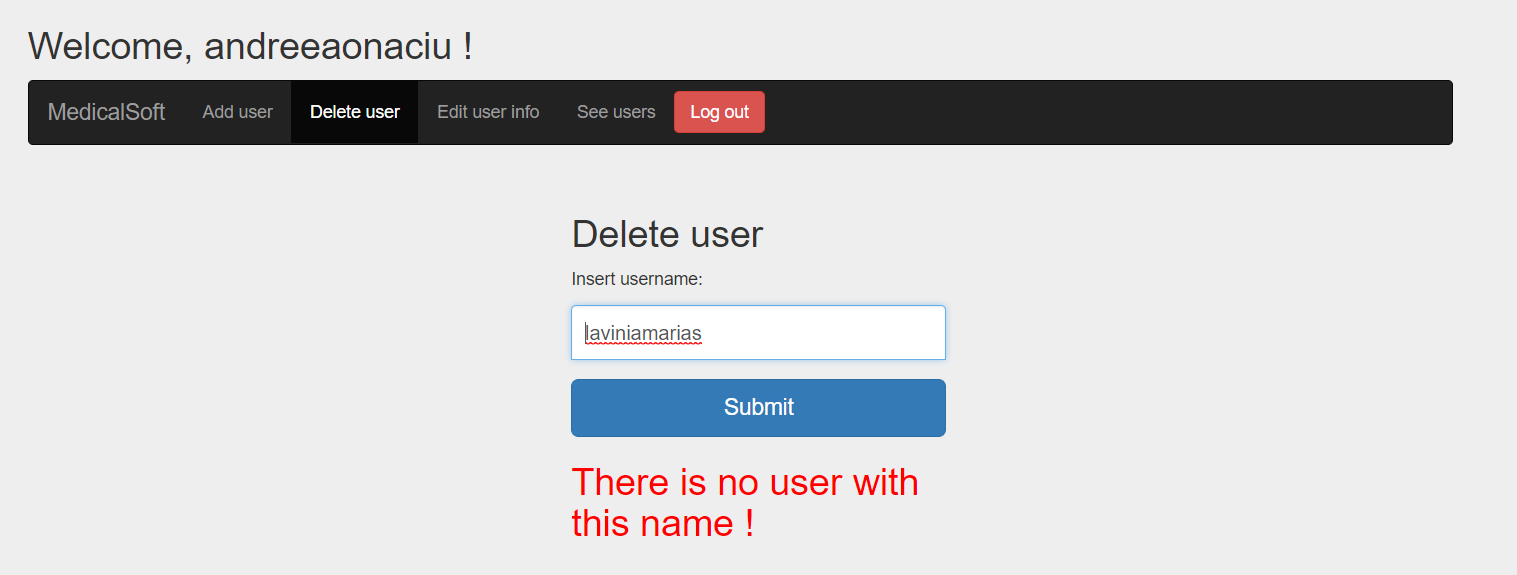 Welcome, andreeaonaciu !
MedicalSoft Add user Delete user Edit user info See users Log out
Delete user
Insert username:
laviniamarias
Submit
There is no user with
this name !